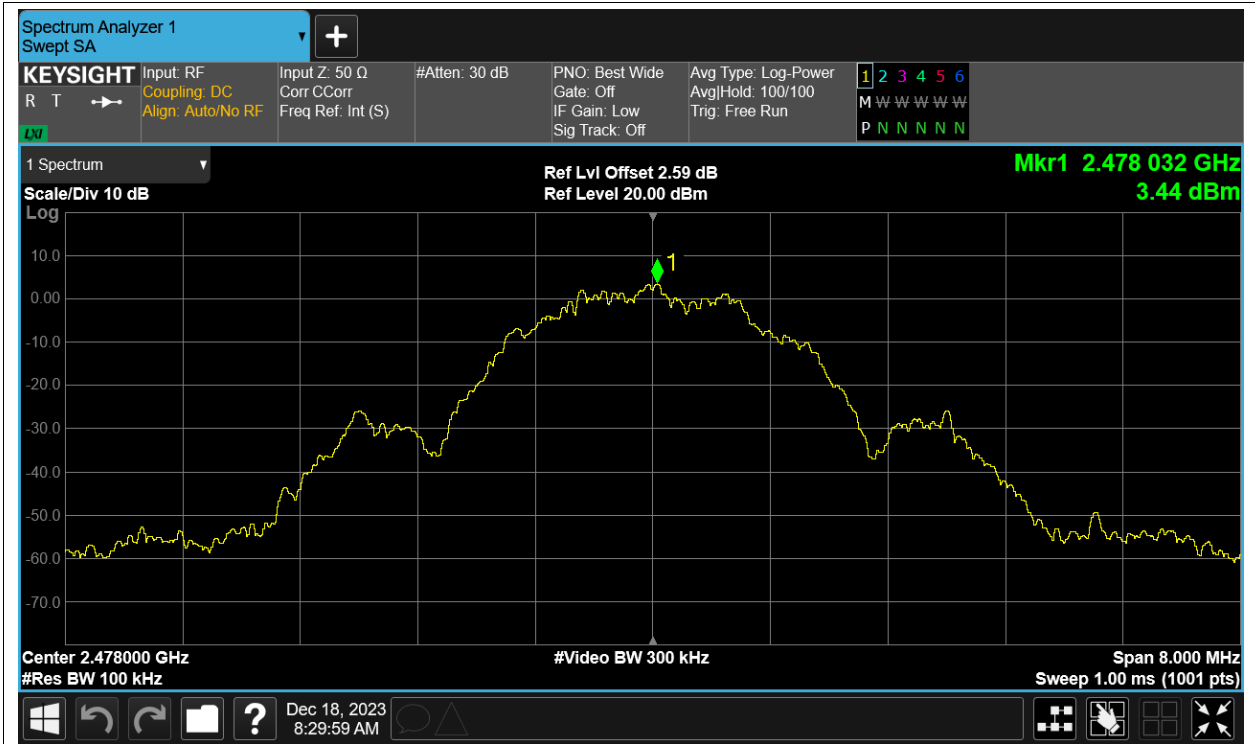 Spectrum Analyzer 1
Swept SA
KEYSIGHT
R T
LXI
Input: RF
Coupling: DC
Align: Auto/No RF
Input Z: 50 Ω
Corr CCorr
Freq Ref: Int (S)
#Atten: 30 dB
PNO: Best Wide
Gate: Off
IF Gain: Low
Sig Track: Off
Avg Type: Log-Power
Avg|Hold: 100/100
Trig: Free Run
1 2 3 4 5 6
M W W W W W
P N N N N N
1 Spectrum
Scale/Div 10 dB
Ref Lvl Offset 2.59 dB
Ref Level 20.00 dBm
Mkr1 2.478 032 GHz
3.44 dBm
Log
1
10.0
0.00
-10.0
-20.0
-30.0
-40.0
-50.0
-60.0
-70.0
Center 2.478000 GHz
#Video BW 300 kHz
Span 8.000 MHz
#Res BW 100 kHz
Sweep 1.00 ms (1001 pts)
?
Dec 18, 2023
8:29:59 AM